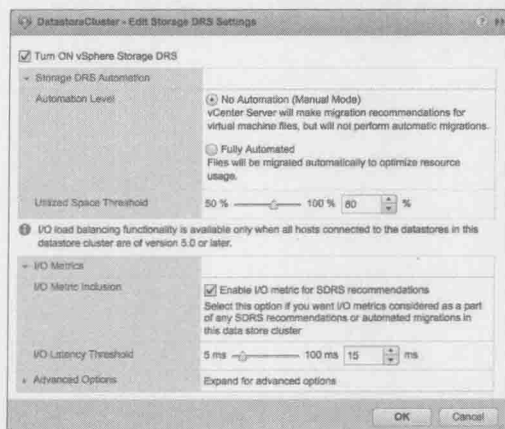 DatastoreCluster - Edit Storage DRS Settings
Turn ON vSphere Storage DRS
Storage DRS Automation
Automation Level
No Automation (Manual Mode)
vCenter Server will make migration recommendations for
virtual machine files, but will not perform automatic migrations.
Fully Automated
Files will be migrated automatically to optimize resource
usage.
Utilized Space Threshold 50 % 100 % 80 %
I/O load balancing functionality is available only when all hosts connected to the datastores in this
datastore cluster are of version 5.0 or later.
I/O Metrics
I/O Metric Inclusion
Enable I/O metric for SDRS recommendations
Select this option if you want I/O metrics considered as a part
of any SDRS recommendations or automated migrations in
this data store cluster
I/O Latency Threshold 5 ms 100 ms 15 ms
Advanced Options Expand for advanced options
OK Cancel